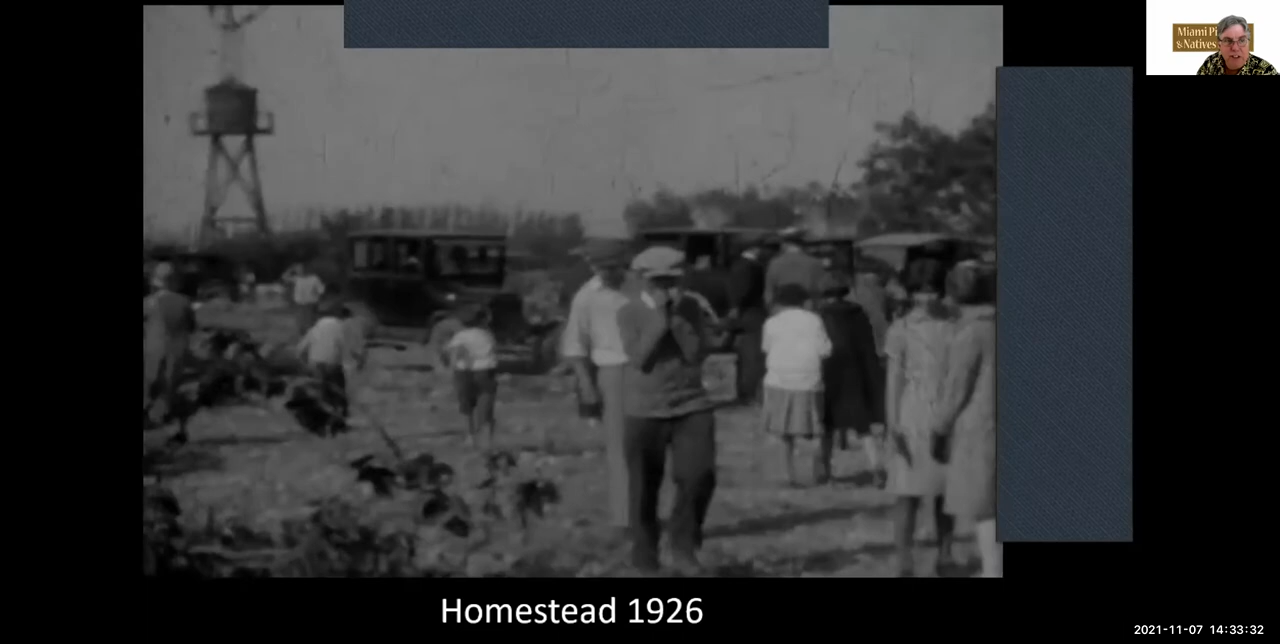 Miami Pi
& Natives
Homestead 1926
2021-11-07 14:33:32